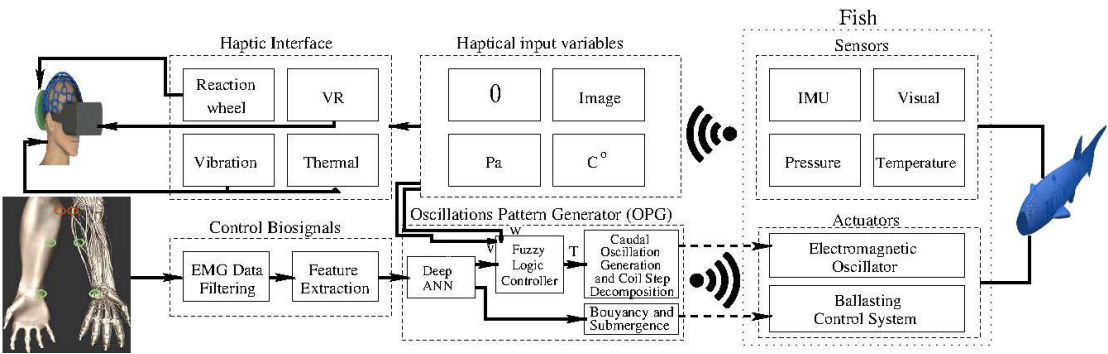 Fish
Haptic Interface
Haptical input variables
Sensors
Reaction
wheel
VR
θ
Image
IMU
Visual
Vibration
Thermal
Pa
C°
Pressure
Temperature
Control Biosignals
Oscillations Pattern Generator (OPG)
Actuators
EMG Data
Filtering
Feature
Extraction
Deep
ANN
V
W
Fuzzy
Logic
Controller
T
Caudal
Oscillation
Generation
and Coil Step
Decomposition
Bouyancy and
Submergence
Electromagnetic
Oscillator
Ballasting
Control System